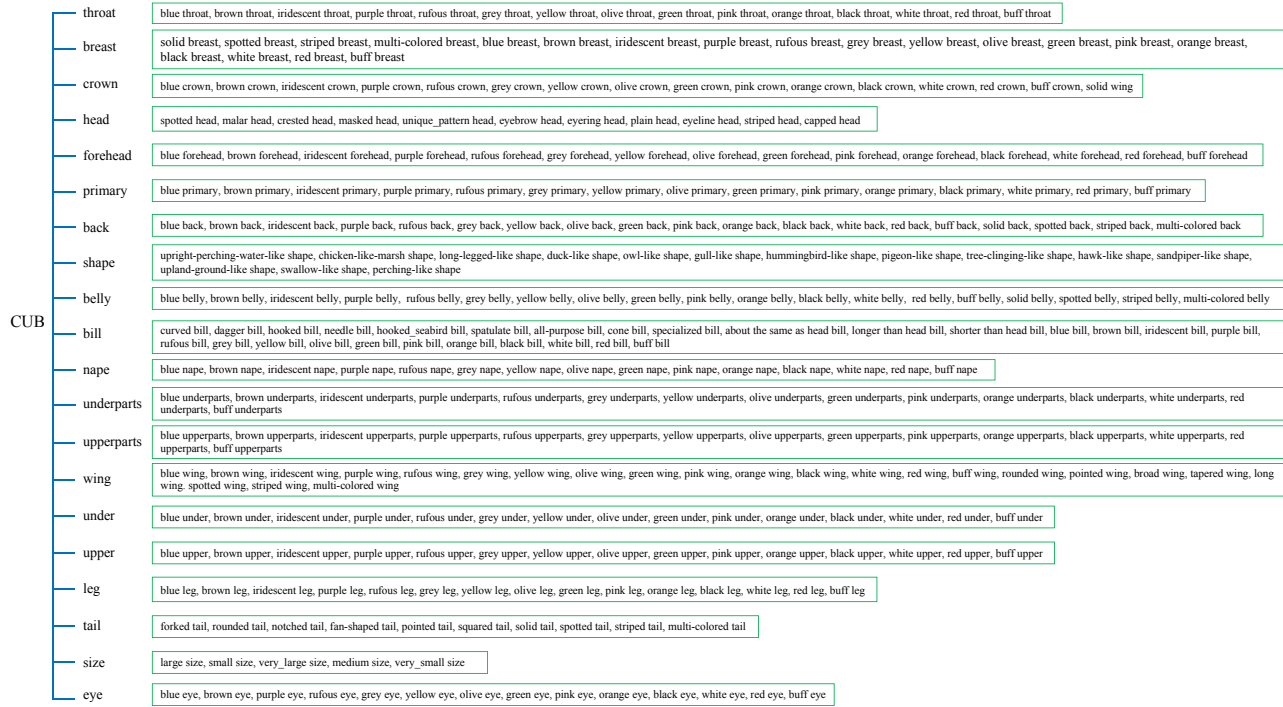 throat
blue throat, brown throat, iridescent throat, purple throat, rufous throat, grey throat, yellow throat, olive throat, green throat, pink throat, orange throat, black throat, white throat, red throat, buff throat
breast
solid breast, spotted breast, striped breast, multi-colored breast, blue breast, brown breast, iridescent breast, purple breast, rufous breast, grey breast, yellow breast, olive breast, green breast, pink breast, orange breast,
black breast, white breast, red breast, buff breast
crown
blue crown, brown crown, iridescent crown, purple crown, rufous crown, grey crown, yellow crown, olive crown, green crown, pink crown, orange crown, black crown, white crown, red crown, buff crown, solid wing
head
spotted head, malar head, crested head, masked head, unique_pattern head, eyebrow head, eyering head, plain head, eyeline head, striped head, capped head
forehead
blue forehead, brown forehead, iridescent forehead, purple forehead, rufous forehead, grey forehead, yellow forehead, olive forehead, green forehead, pink forehead, orange forehead, black forehead, white forehead, red forehead, buff forehead
primary
blue primary, brown primary, iridescent primary, purple primary, rufous primary, grey primary, yellow primary, olive primary, green primary, pink primary, orange primary, black primary, white primary, red primary, buff primary
back
blue back, brown back, iridescent back, purple back, rufous back, grey back, yellow back, olive back, green back, pink back, orange back, black back, white back, red back, buff back, solid back, spotted back, striped back, multi-colored back
shape
upright-perching-water-like shape, chicken-like-marsh shape, long-legged-like shape, duck-like shape, owl-like shape, gull-like shape, hummingbird-like shape, pigeon-like shape, tree-clinging-like shape, hawk-like shape, sandpiper-like shape,
upland-ground-like shape, swallow-like shape, perching-like shape
belly
blue belly, brown belly, iridescent belly, purple belly, rufous belly, grey belly, yellow belly, olive belly, green belly, pink belly, orange belly, black belly, white belly, red belly, buff belly, solid belly, spotted belly, striped belly, multi-colored belly
CUB
bill
curved bill, dagger bill, hooked bill, needle bill, hooked_seabird bill, spatulate bill, all-purpose bill, cone bill, specialized bill, about the same as head bill, longer than head bill, shorter than head bill, blue bill, brown bill, iridescent bill, purple bill,
rufous bill, grey bill, yellow bill, olive bill, green bill, pink bill, orange bill, black bill, white bill, red bill, buff bill
nape
blue nape, brown nape, iridescent nape, purple nape, rufous nape, grey nape, yellow nape, olive nape, green nape, pink nape, orange nape, black nape, white nape, red nape, buff nape
underparts
blue underparts, brown underparts, iridescent underparts, purple underparts, rufous underparts, grey underparts, yellow underparts, olive underparts, green underparts, pink underparts, orange underparts, black underparts, white underparts, red
underparts, buff underparts
upperparts
blue upperparts, brown upperparts, iridescent upperparts, purple upperparts, rufous upperparts, grey upperparts, yellow upperparts, olive upperparts, green upperparts, pink upperparts, orange upperparts, black upperparts, white upperparts, red
upperparts, buff upperparts
wing
blue wing, brown wing, iridescent wing, purple wing, rufous wing, grey wing, yellow wing, olive wing, green wing, pink wing, orange wing, black wing, white wing, red wing, buff wing, rounded wing, pointed wing, broad wing, tapered wing, long
wing. spotted wing, striped wing, multi-colored wing
under
blue under, brown under, iridescent under, purple under, rufous under, grey under, yellow under, olive under, green under, pink under, orange under, black under, white under, red under, buff under
upper
blue upper, brown upper, iridescent upper, purple upper, rufous upper, grey upper, yellow upper, olive upper, green upper, pink upper, orange upper, black upper, white upper, red upper, buff upper
leg
blue leg, brown leg, iridescent leg, purple leg, rufous leg, grey leg, yellow leg, olive leg, green leg, pink leg, orange leg, black leg, white leg, red leg, buff leg
tail
forked tail, rounded tail, notched tail, fan-shaped tail, pointed tail, squared tail, solid tail, spotted tail, striped tail, multi-colored tail
size
large size, small size, very_large size, medium size, very_small size
eye
blue eye, brown eye, purple eye, rufous eye, grey eye, yellow eye, olive eye, green eye, pink eye, orange eye, black eye, white eye, red eye, buff eye